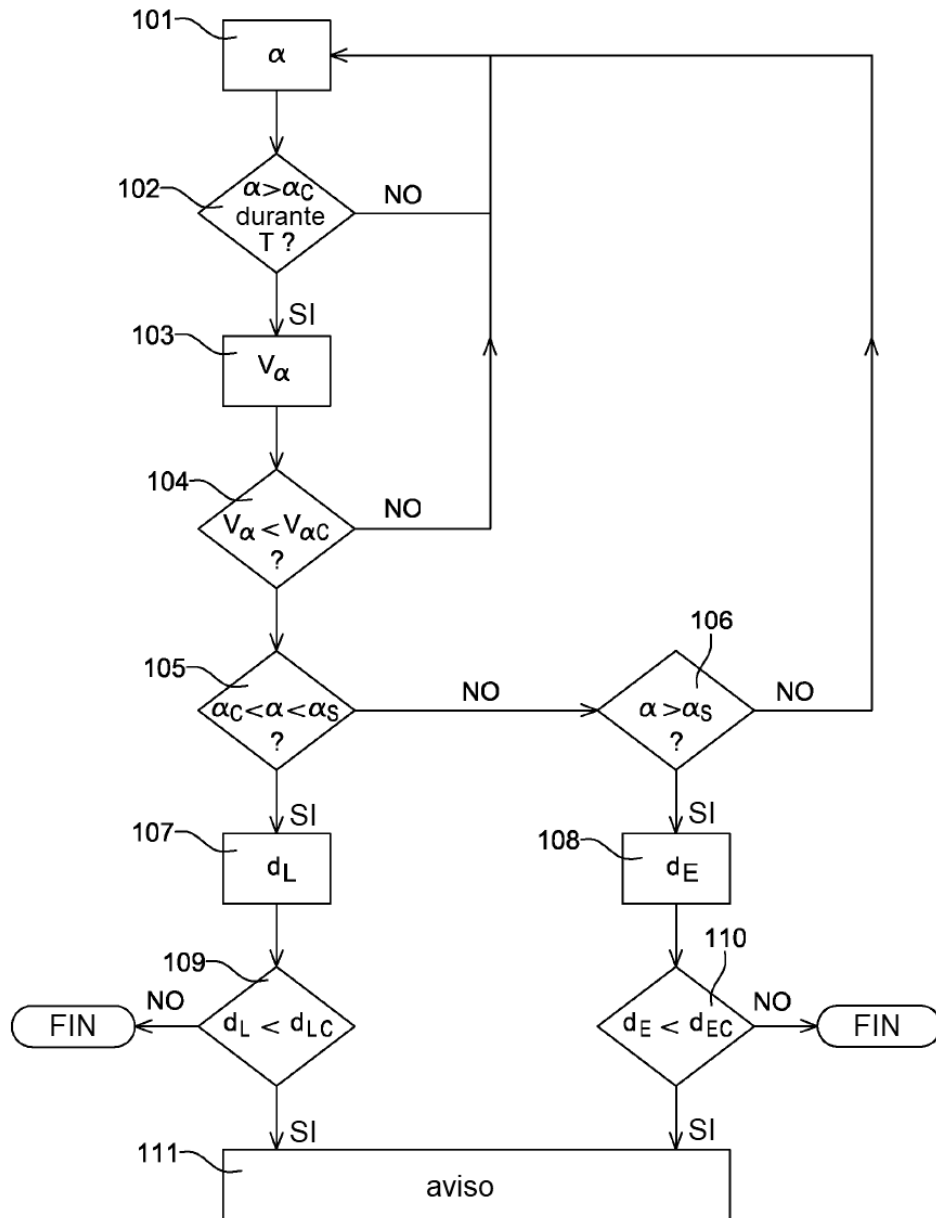 101
α
102
α>αC
durante
T ?
NO
SI
103
Vα
104
Vα < VαC
?
NO
105
αC<α<αS
?
NO
106
α>αS
?
NO
SI
SI
107
dL
108
dE
109
dL < dLC
NO
FIN
110
dE < dEC
NO
FIN
SI
SI
111
aviso